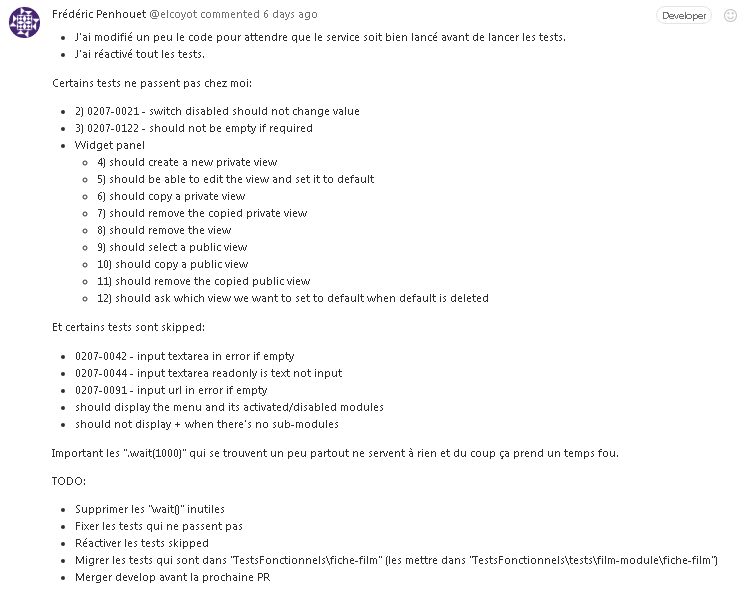 Frédéric Penhouet @elcoyot commented 6 days ago
Developer
J'ai modifié un peu le code pour attendre que le service soit bien lancé avant de lancer les tests.
J'ai réactivé tout les tests.
Certains tests ne passent pas chez moi:
2) 0207-0021 - switch disabled should not change value
3) 0207-0122 - should not be empty if required
Widget panel
4) should create a new private view
5) should be able to edit the view and set it to default
6) should copy a private view
7) should remove the copied private view
8) should remove the view
9) should select a public view
10) should copy a public view
11) should remove the copied public view
12) should ask which view we want to set to default when default is deleted
Et certains tests sont skipped:
0207-0042 - input textarea in error if empty
0207-0044 - input textarea readonly is text not input
0207-0091 - input url in error if empty
should display the menu and its activated/disabled modules
should not display + when there's no sub-modules
Important les ".wait(1000)" qui se trouvent un peu partout ne servent à rien et du coup ça prend un temps fou.
TODO:
Supprimer les "wait()" inutiles
Fixer les tests qui ne passent pas
Réactiver les tests skipped
Migrer les tests qui sont dans "TestsFonctionnels\fiche-film" (les mettre dans "TestsFonctionnels\tests\film-module\fiche-film")
Merger develop avant la prochaine PR